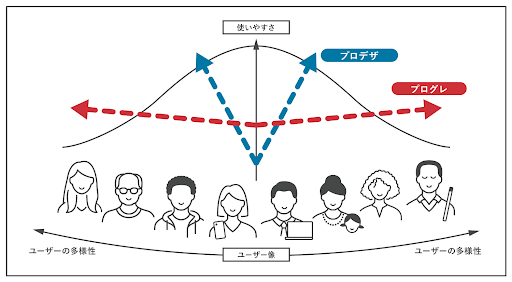 使いやすさ
プロデザ
プログレ
ユーザーの多様性
ユーザー像
ユーザーの多様性